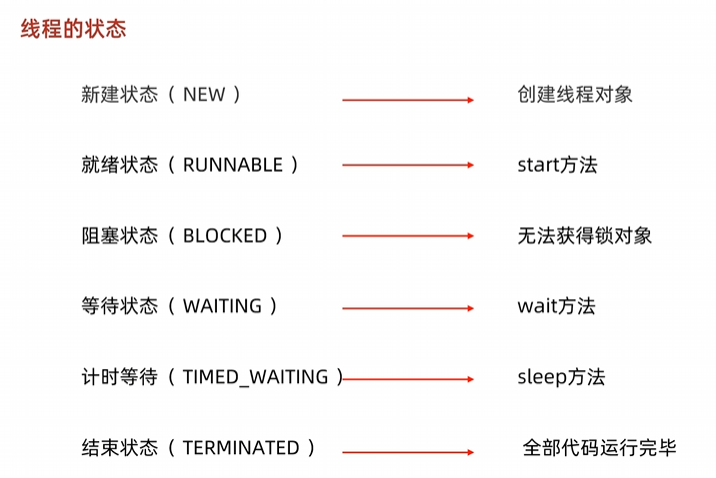 线程的状态
新建状态（ NEW ） 创建线程对象
就绪状态（ RUNNABLE ） start方法
阻塞状态（ BLOCKED ） 无法获得锁对象
等待状态（ WAITING ） wait方法
计时等待（ TIMED_WAITING ） sleep方法
结束状态（ TERMINATED ） 全部代码运行完毕